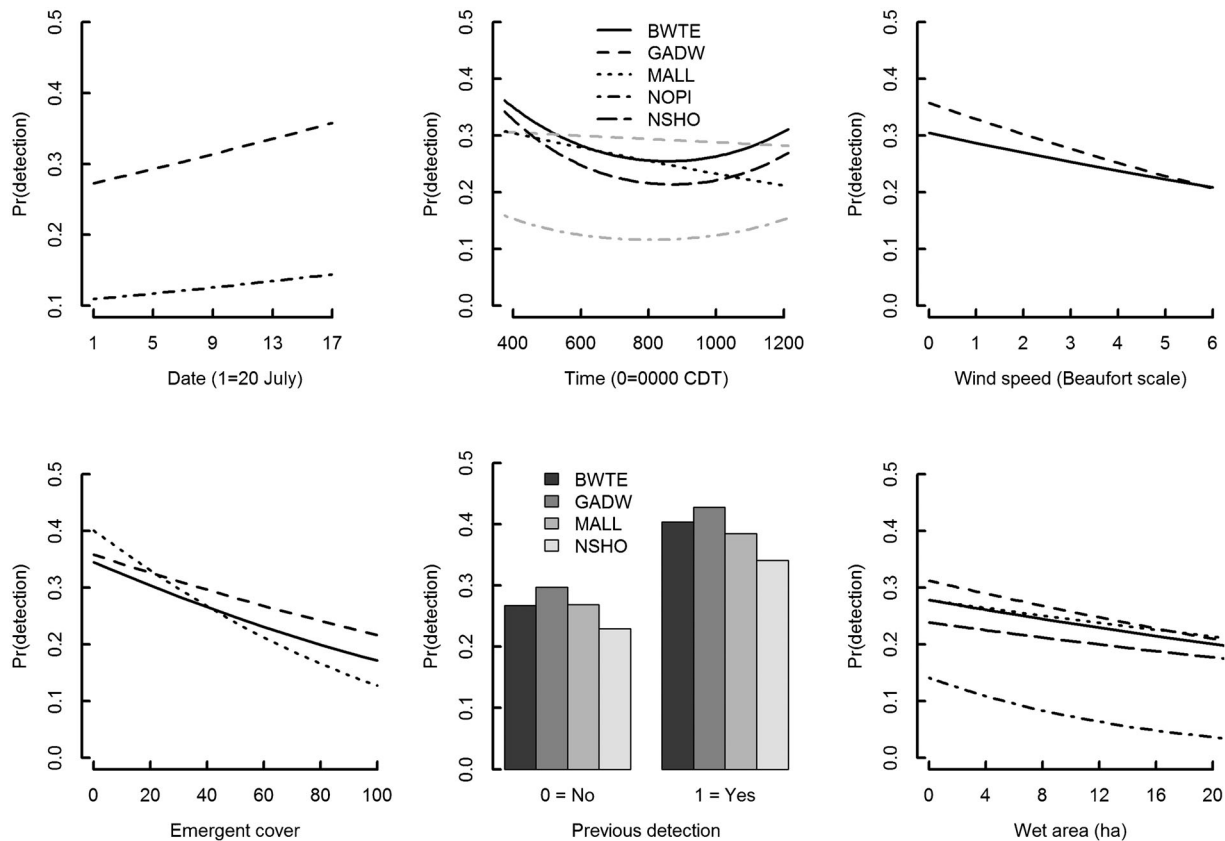 Pr(detection)
0.5
0.4
0.3
0.2
0.1
1 5 9 13 17
Date (1=20 July)
Pr(detection)
0.5
0.4
0.3
0.2
0.1
0.0
BWTE
GADW
MALL
NOPI
NSHO
400 600 800 1000 1200
Time (0=0000 CDT)
Pr(detection)
0.5
0.4
0.3
0.2
0.1
0.0
0 1 2 3 4 5 6
Wind speed (Beaufort scale)
Pr(detection)
0.5
0.4
0.3
0.2
0.1
0.0
0 20 40 60 80 100
Emergent cover
Pr(detection)
0.5
0.4
0.3
0.2
0.1
0.0
BWTE
GADW
MALL
NSHO
0 = No 1 = Yes
Previous detection
Pr(detection)
0.5
0.4
0.3
0.2
0.1
0.0
0 4 8 12 16 20
Wet area (ha)